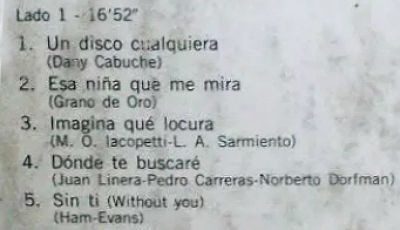 Lado 1 - 16'52"
1. Un disco cualquiera
(Dany Cabuche)
2. Esa niña que me mira
(Grano de Oro)
3. Imagina qué locura
(M. O. Iacopetti-L. A. Sarmiento)
4. Dónde te buscaré
(Juan Linera-Pedro Carreras-Norberto Dorfman)
5. Sin ti (Without you)
(Ham-Evans)